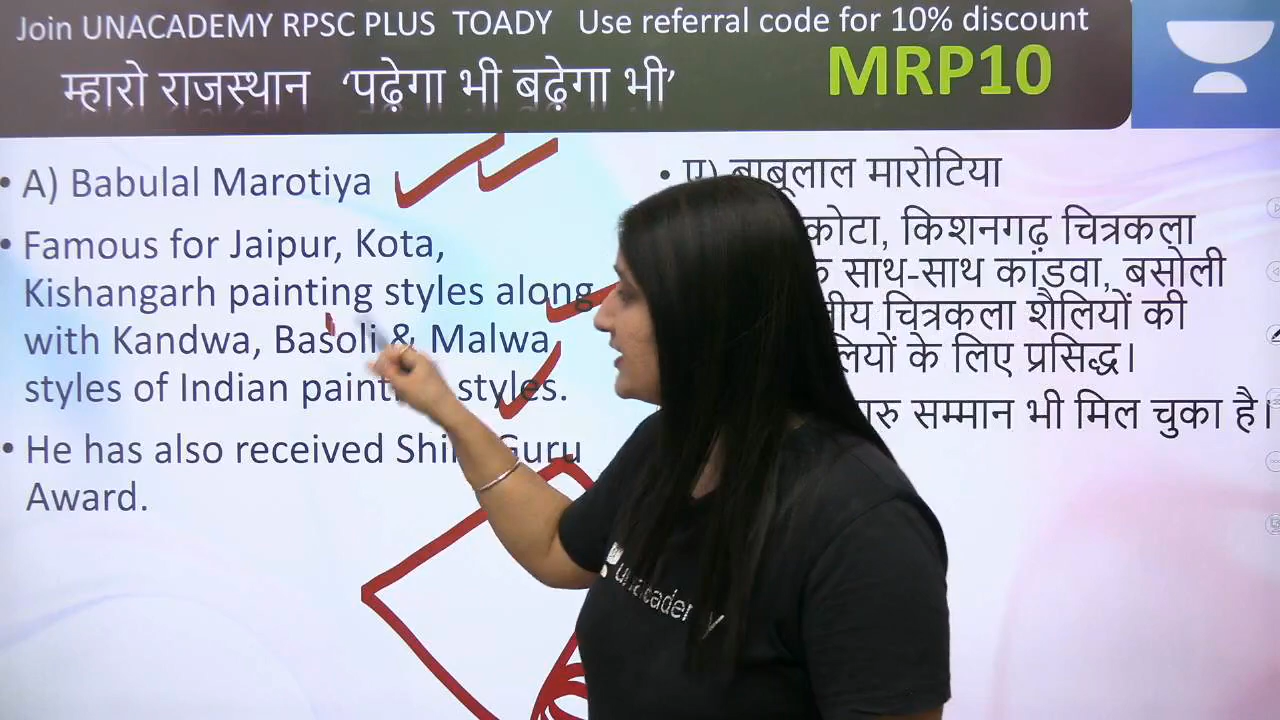 Join UNACADEMY RPSC PLUS TOADY Use referral code for 10% discount
म्हारो राजस्थान ‘पढ़ेगा भी बढ़ेगा भी’
MRP10
• A) Babulal Marotiya
• Famous for Jaipur, Kota,
Kishangarh painting styles along
with Kandwa, Basoli & Malwa
styles of Indian styles.
• He has also received Guru
Award.
• ए) बाबूलाल मारोटिया
कोटा, किशनगढ़ चित्रकला
साथ-साथ कांडवा, बसोली
चित्रकला शैलियों की
के लिए प्रसिद्ध।
सम्मान भी मिल चुका है।
unacademy